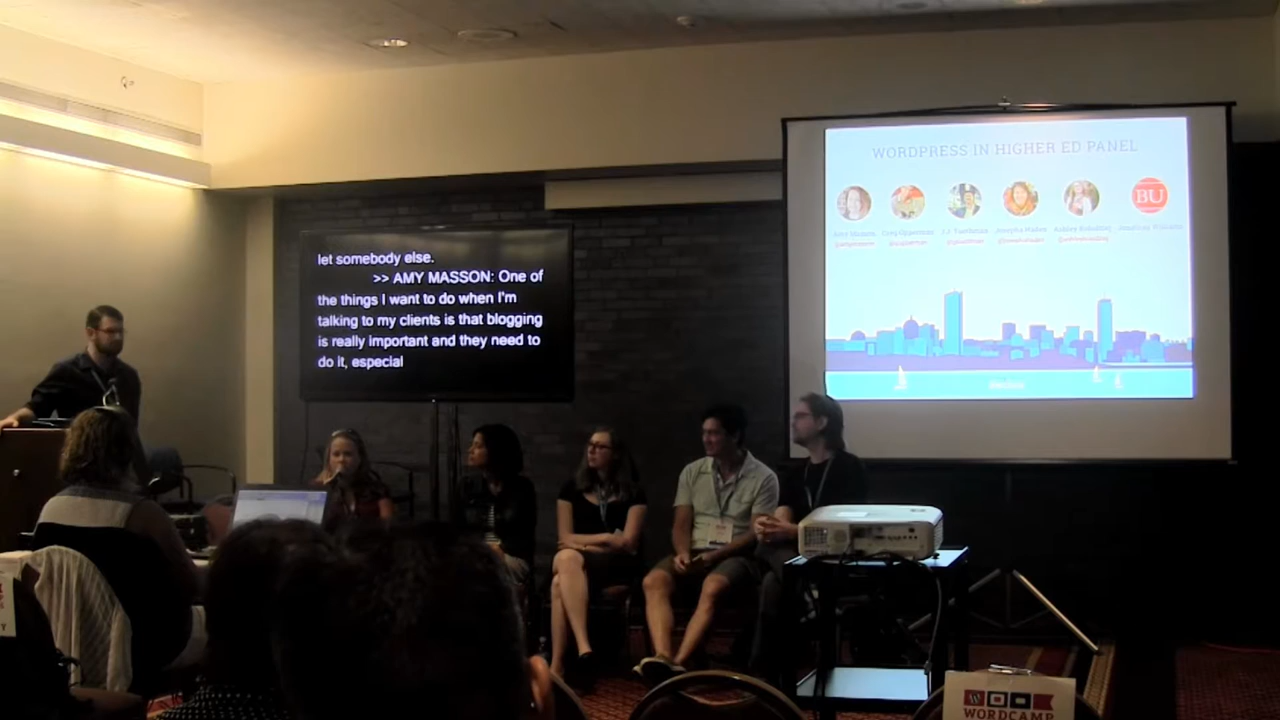 let somebody else.
>> AMY MASSON: One of
the things I want to do when I'm
talking to my clients is that blogging
is really important and they need to
do it, especial
WORDPRESS IN HIGHER ED PANEL
BU
WORDCAMP